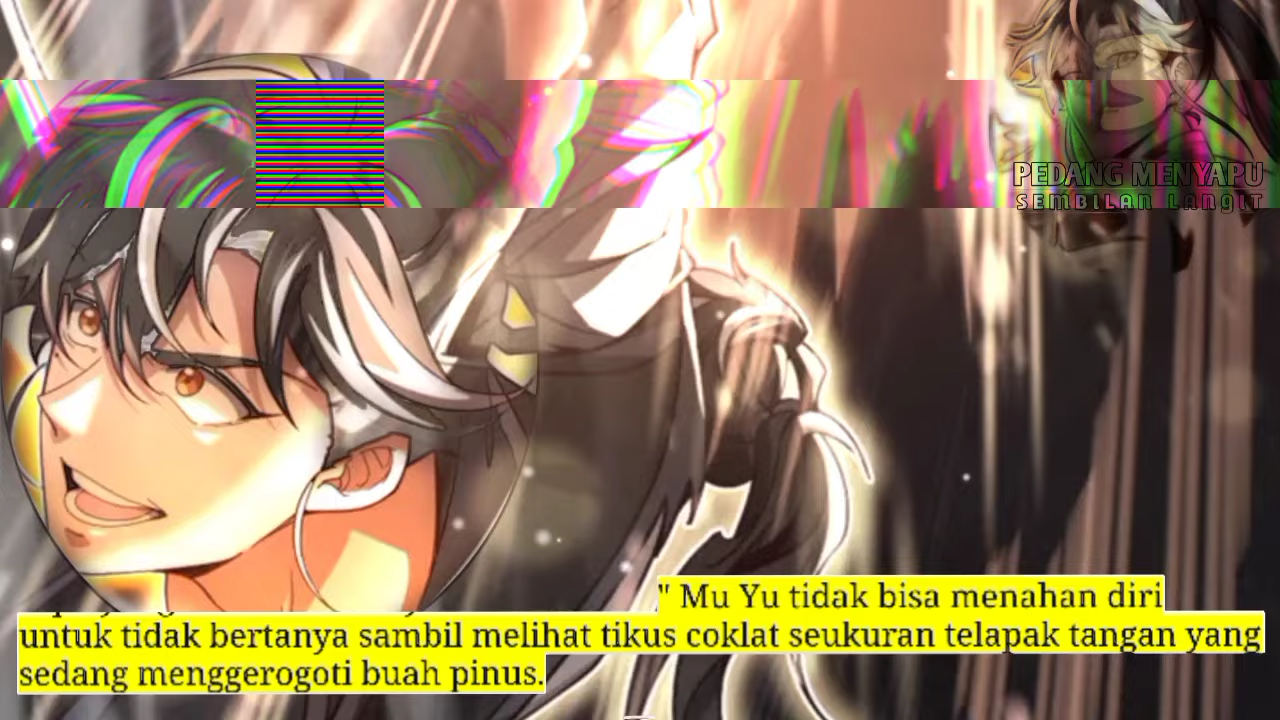 PEDANG MENYAPU
SEMBILAN LANGIT
" Mu Yu tidak bisa menahan diri
untuk tidak bertanya sambil melihat tikus coklat seukuran telapak tangan yang
sedang menggerogoti buah pinus.